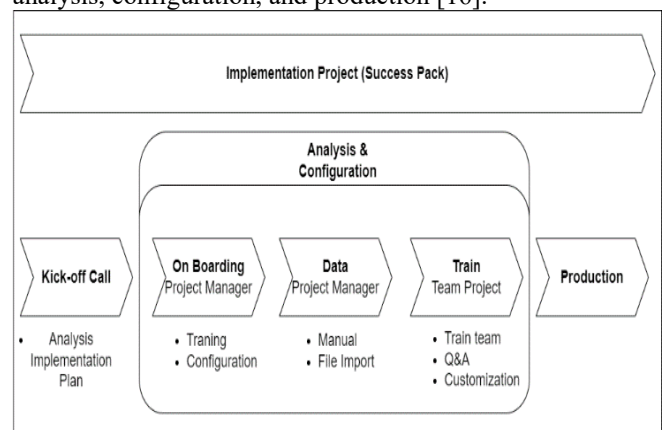 analysis, configuration, and production [16].
Implementation Project (Success Pack)
Analysis &
Configuration
Kick-off Call
• Analysis
Implementation
Plan
On Boarding
Project Manager
• Traning
• Configuration
Data
Project Manager
• Manual
• File Import
Train
Team Project
• Train team
• Q&A
• Customization
Production